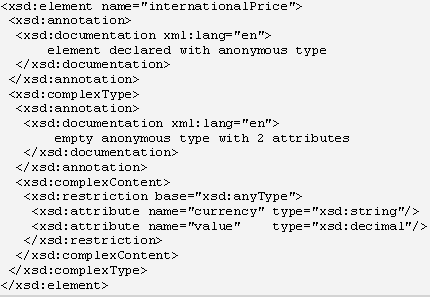 <xsd:element name="internationalPrice">
 <xsd:annotation>
  <xsd:documentation xml:lang="en">
      element declared with anonymous type
  </xsd:documentation>
 </xsd:annotation>
 <xsd:complexType>
  <xsd:annotation>
   <xsd:documentation xml:lang="en">
       empty anonymous type with 2 attributes
   </xsd:documentation>
  </xsd:annotation>
  <xsd:complexContent>
   <xsd:restriction base="xsd:anyType">
    <xsd:attribute name="currency" type="xsd:string"/>
    <xsd:attribute name="value"    type="xsd:decimal"/>
   </xsd:restriction>
  </xsd:complexContent>
 </xsd:complexType>
</xsd:element>